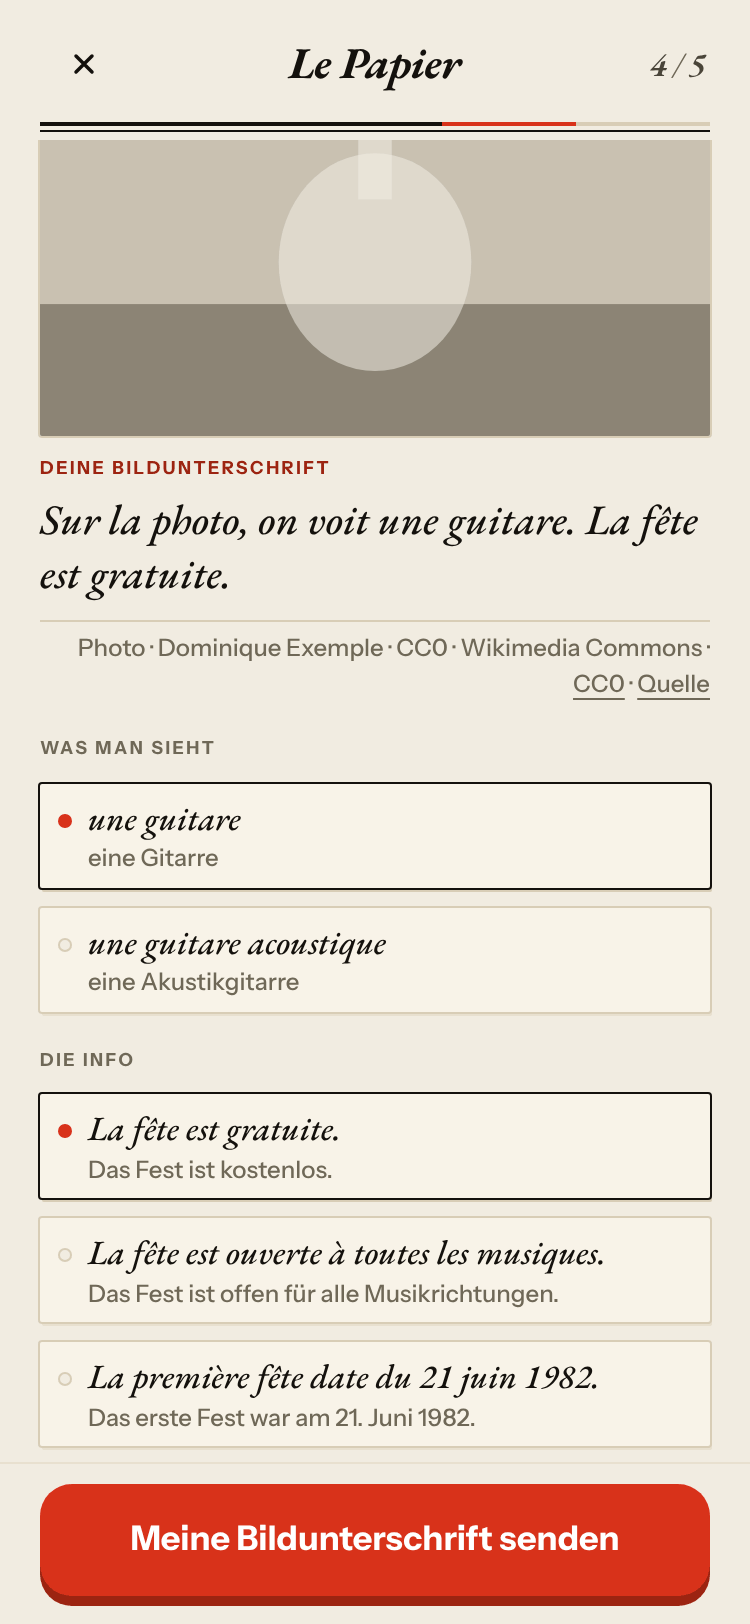 Le Papier
4/5
DEINE BILDUNTERSCHRIFT
Sur la photo, on voit une guitare. La fête
est gratuite.
Photo · Dominique Exemple · CC0 · Wikimedia Commons ·
CC0 · Quelle
WAS MAN SIEHT
une guitare
eine Gitarre
une guitare acoustique
eine Akustikgitarre
DIE INFO
La fête est gratuite.
Das Fest ist kostenlos.
La fête est ouverte à toutes les musiques.
Das Fest ist offen für alle Musikrichtungen.
La première fête date du 21 juin 1982.
Das erste Fest war am 21. Juni 1982.
Meine Bildunterschrift senden